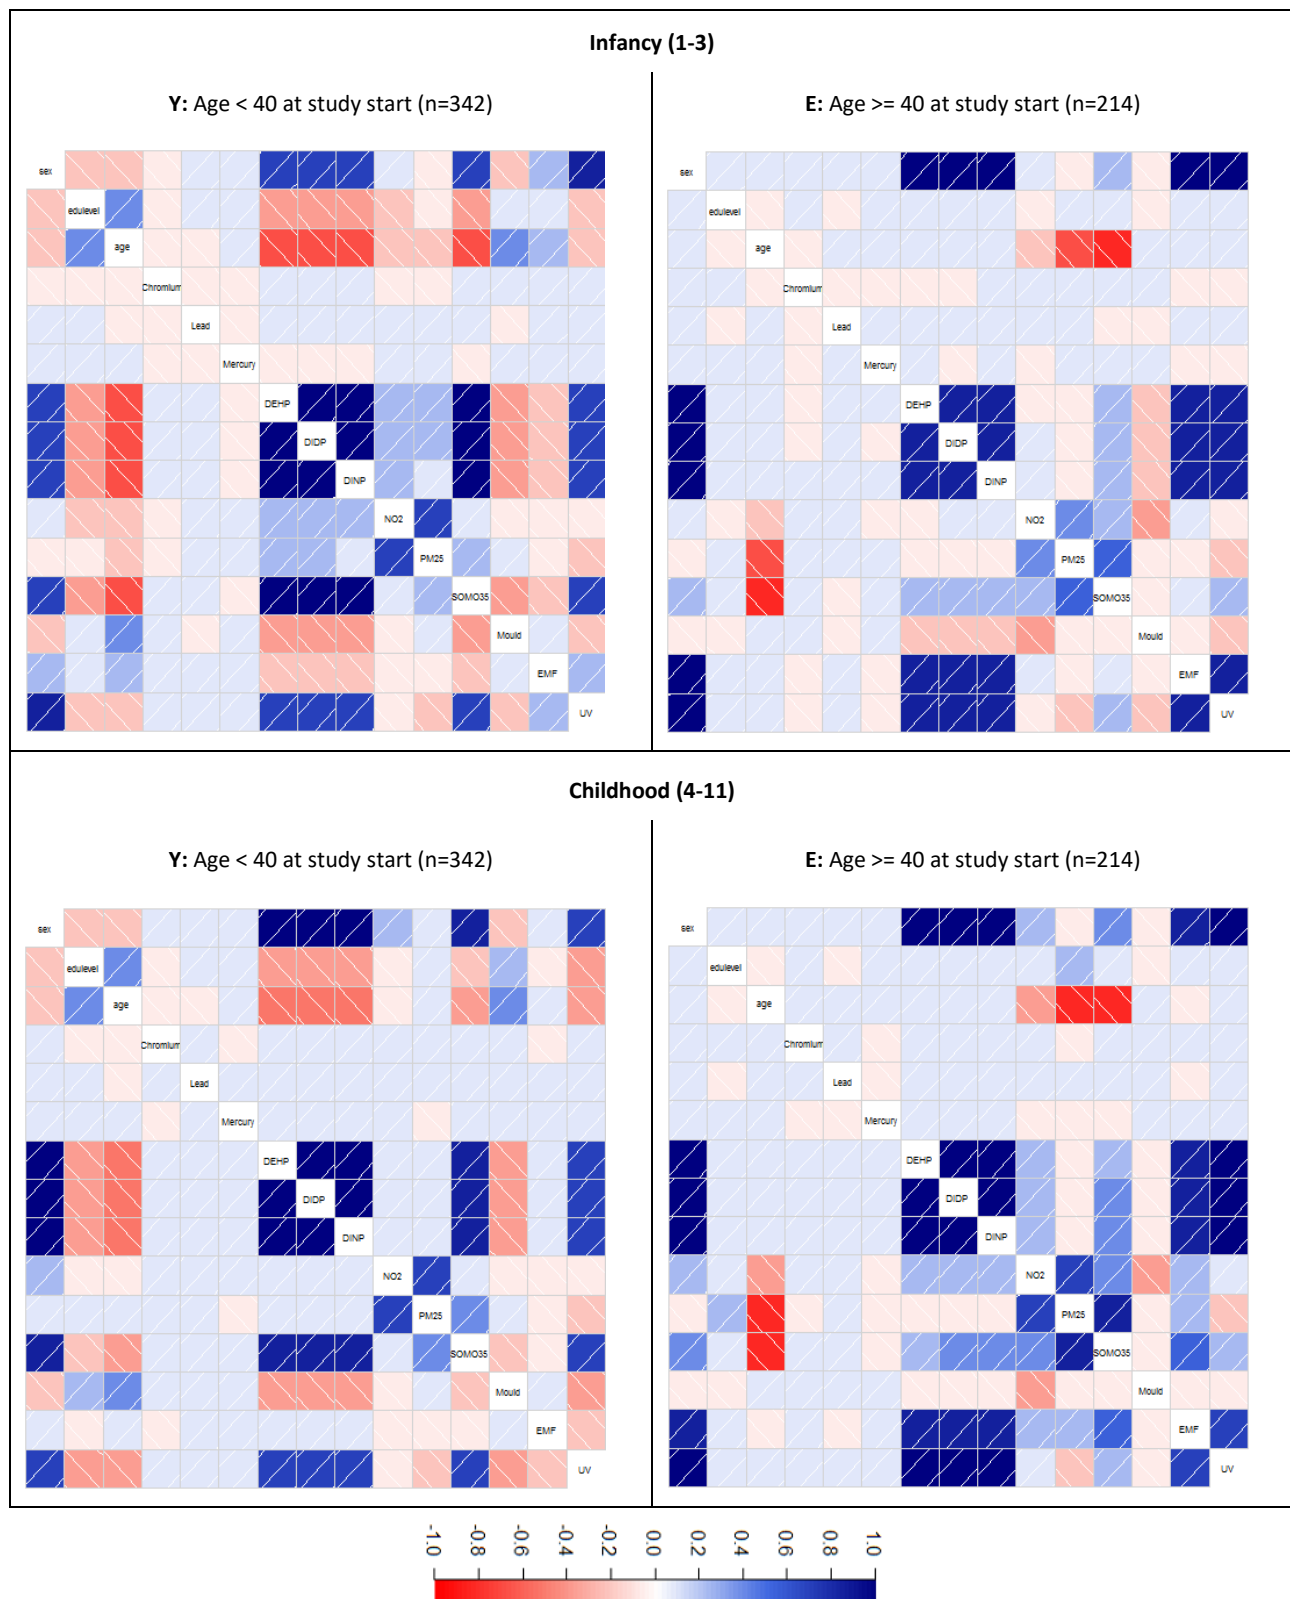 Infancy (1-3)
Y: Age < 40 at study start (n=342)
E: Age >= 40 at study start (n=214)
sex
edulevel
age
Chromium
Lead
Mercury
DEHP
DIDP
DINP
NO2
PM25
SOMO35
Mould
EMF
UV
sex
edulevel
age
Chromium
Lead
Mercury
DEHP
DIDP
DINP
NO2
PM25
SOMO35
Mould
EMF
UV
Childhood (4-11)
Y: Age < 40 at study start (n=342)
E: Age >= 40 at study start (n=214)
sex
edulevel
age
Chromium
Lead
Mercury
DEHP
DIDP
DINP
NO2
PM25
SOMO35
Mould
EMF
UV
sex
edulevel
age
Chromium
Lead
Mercury
DEHP
DIDP
DINP
NO2
PM25
SOMO35
Mould
EMF
UV
-1.0 -0.8 -0.6 -0.4 -0.2 0.0 0.2 0.4 0.6 0.8 1.0